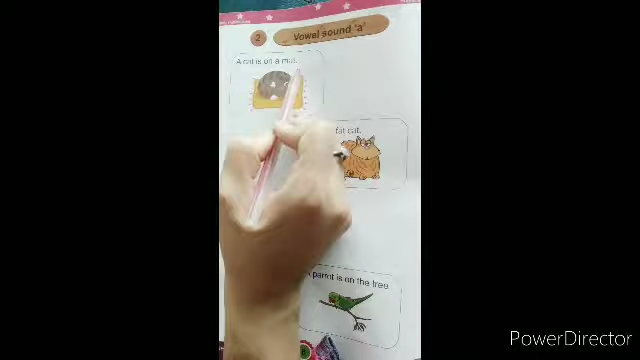 2
Vowel sound 'a'
A cat is on a mat.
fat cat.
parrot is on the tree
PowerDirector